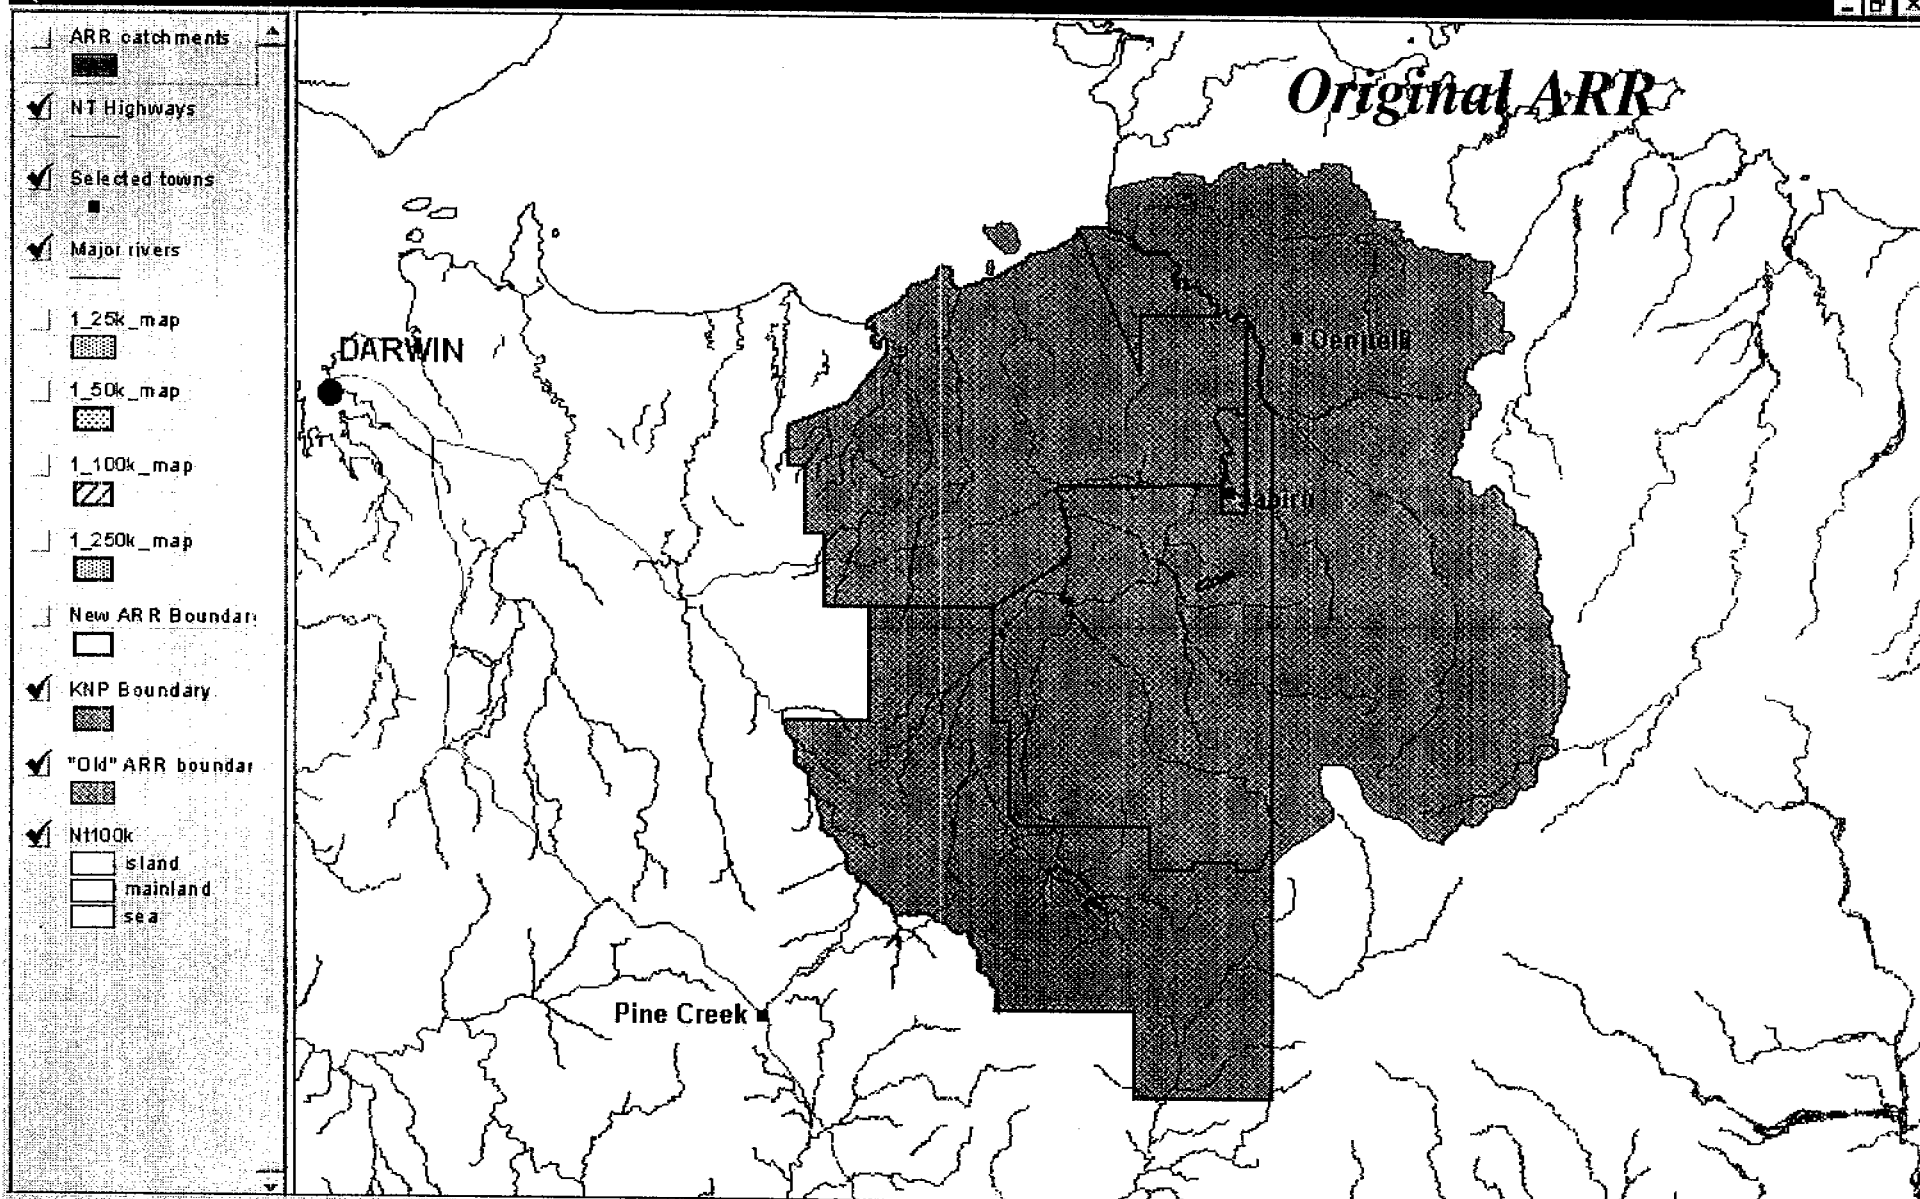 ARR catchments
NT Highways
Selected towns
Major rivers
1_25k_map
1_50k_map
1_100k_map
1_250k_map
New ARR Boundar
KNP Boundary
"Old" ARR boundar
Nt100k
island
mainland
sea
Original ARR
DARWIN
Oenpelli
Jabiru
Pine Creek